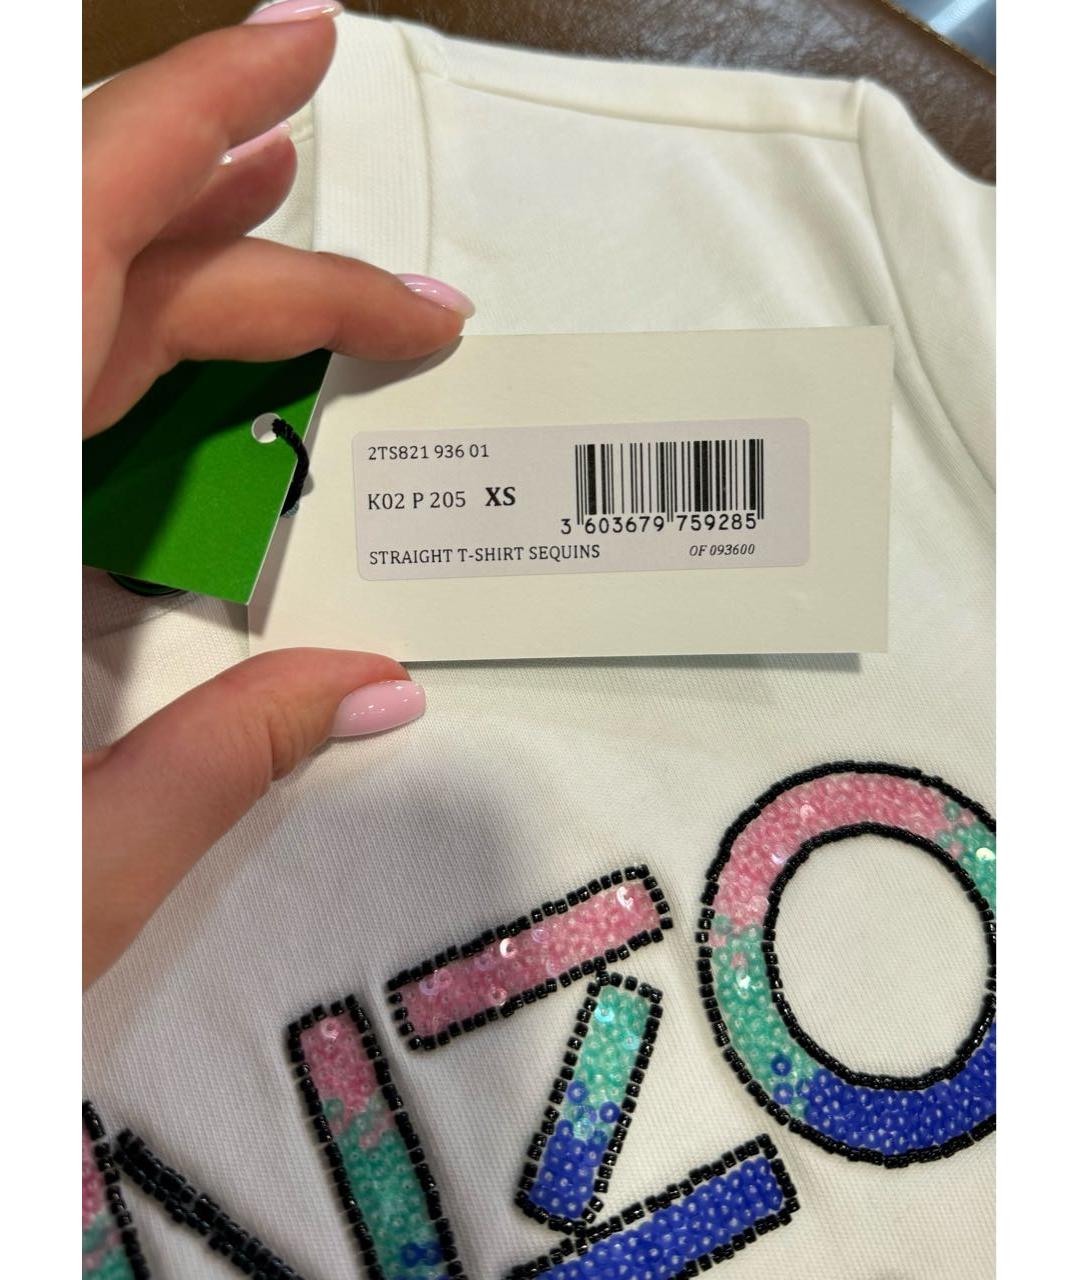 2TS821 936 01
K02 P 205 XS
3 603679 759285
STRAIGHT T-SHIRT SEQUINS OF 093600
NZO